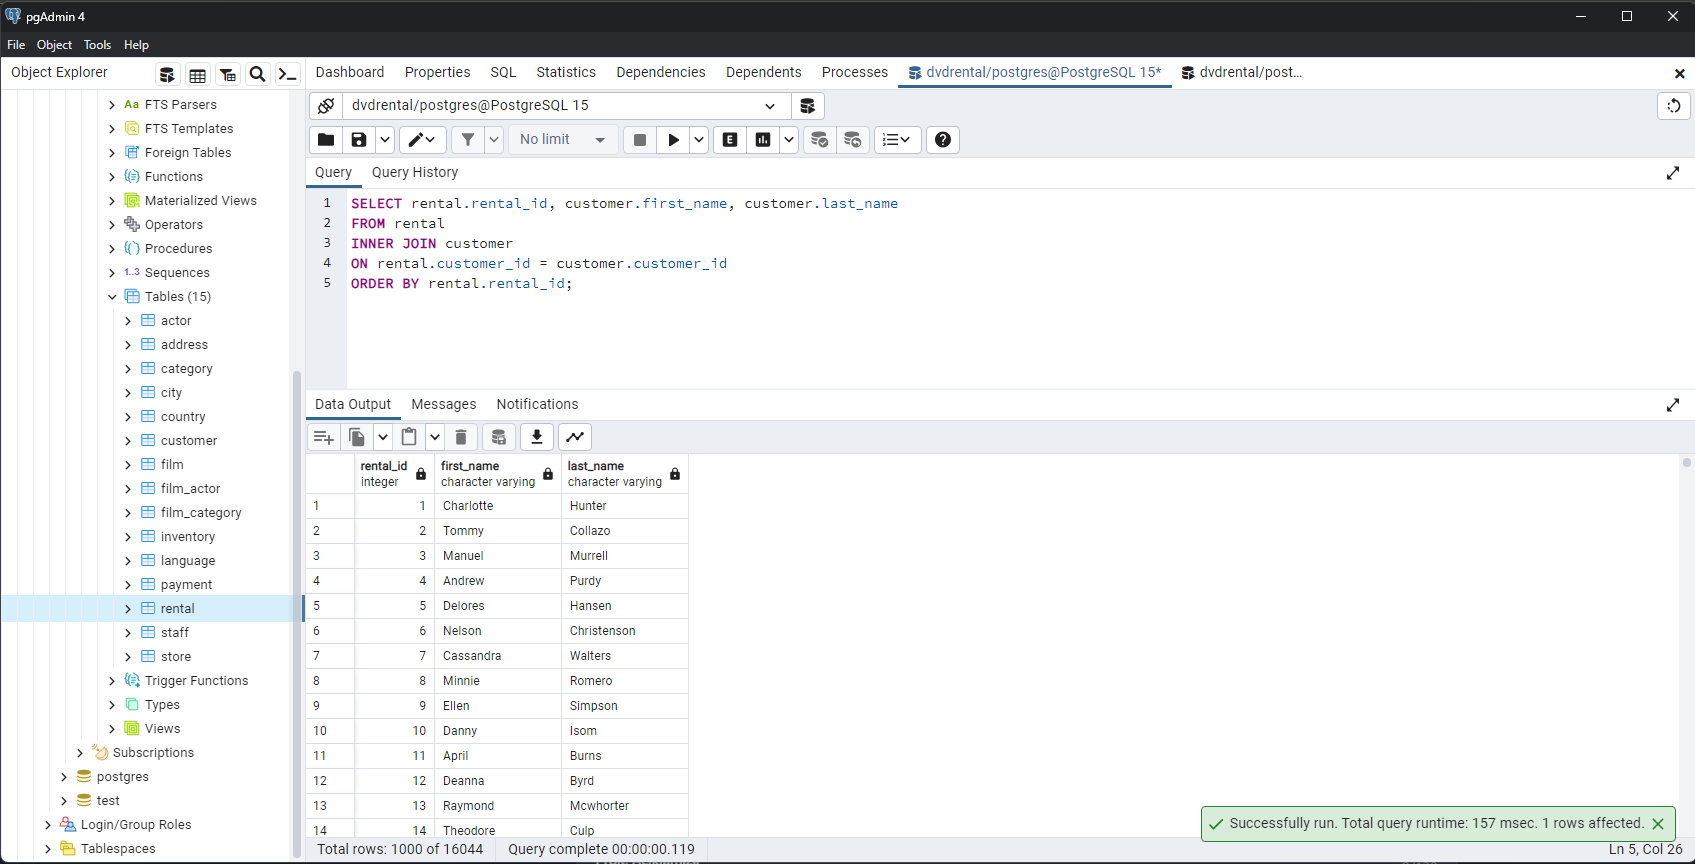 pgAdmin 4
File Object Tools Help
Object Explorer
Dashboard Properties SQL Statistics Dependencies Dependents Processes dvdrental/postgres@PostgreSQL 15* dvdrental/post...
FTS Parsers
FTS Templates
Foreign Tables
Functions
Materialized Views
Operators
Procedures
1..3 Sequences
Tables (15)
actor
address
category
city
country
customer
film
film_actor
film_category
inventory
language
payment
rental
staff
store
Trigger Functions
Types
Views
Subscriptions
postgres
test
Login/Group Roles
Tablespaces
dvdrental/postgres@PostgreSQL 15
No limit
E
Query Query History
1 SELECT rental.rental_id, customer.first_name, customer.last_name
2 FROM rental
3 INNER JOIN customer
4 ON rental.customer_id = customer.customer_id
5 ORDER BY rental.rental_id;
Data Output Messages Notifications
rental_id first_name last_name
integer character varying character varying
1 1 Charlotte Hunter
2 2 Tommy Collazo
3 3 Manuel Murrell
4 4 Andrew Purdy
5 5 Delores Hansen
6 6 Nelson Christenson
7 7 Cassandra Walters
8 8 Minnie Romero
9 9 Ellen Simpson
10 10 Danny Isom
11 11 April Burns
12 12 Deanna Byrd
13 13 Raymond Mcwhorter
14 14 Theodore Culp
Successfully run. Total query runtime: 157 msec. 1 rows affected.
Total rows: 1000 of 16044 Query complete 00:00:00.119 Ln 5, Col 26